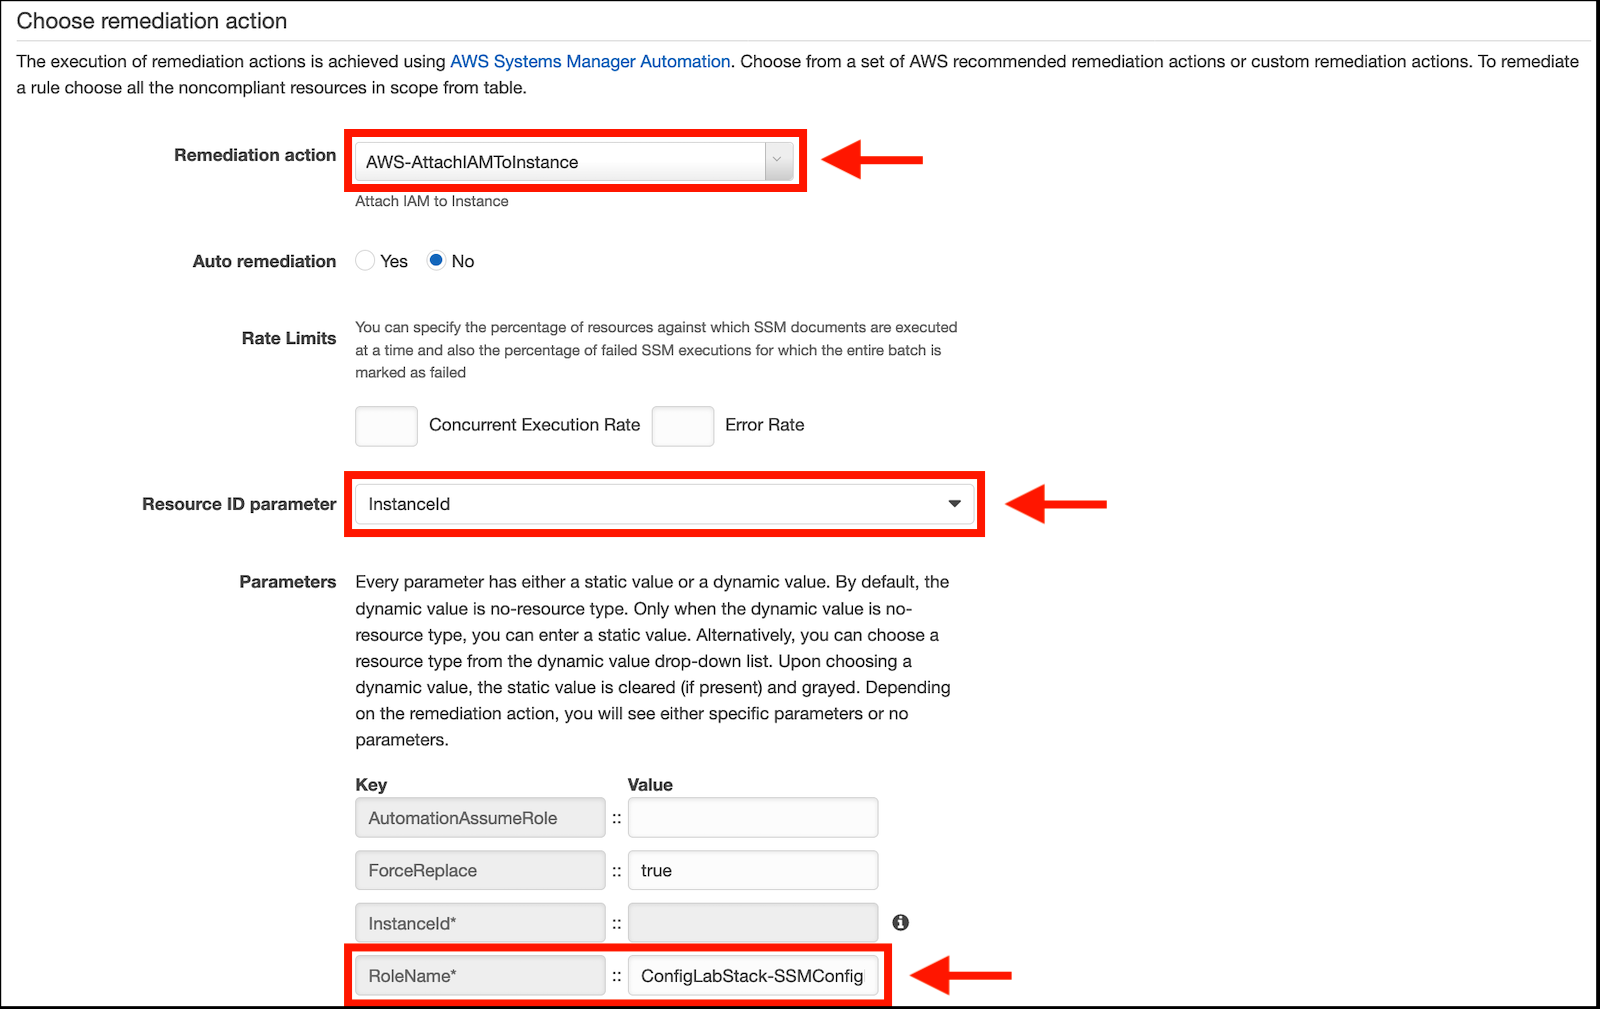 Choose remediation action
The execution of remediation actions is achieved using AWS Systems Manager Automation. Choose from a set of AWS recommended remediation actions or custom remediation actions. To remediate
a rule choose all the noncompliant resources in scope from table.
Remediation action
AWS-AttachIAMToInstance
Attach IAM to Instance
Auto remediation
Yes
No
Rate Limits
You can specify the percentage of resources against which SSM documents are executed
at a time and also the percentage of failed SSM executions for which the entire batch is
marked as failed
Concurrent Execution Rate
Error Rate
Resource ID parameter
InstanceId
Parameters
Every parameter has either a static value or a dynamic value. By default, the
dynamic value is no-resource type. Only when the dynamic value is no-
resource type, you can enter a static value. Alternatively, you can choose a
resource type from the dynamic value drop-down list. Upon choosing a
dynamic value, the static value is cleared (if present) and grayed. Depending
on the remediation action, you will see either specific parameters or no
parameters.
Key
Value
AutomationAssumeRole ::
ForceReplace :: true
InstanceId* ::
RoleName* :: ConfigLabStack-SSMConfig